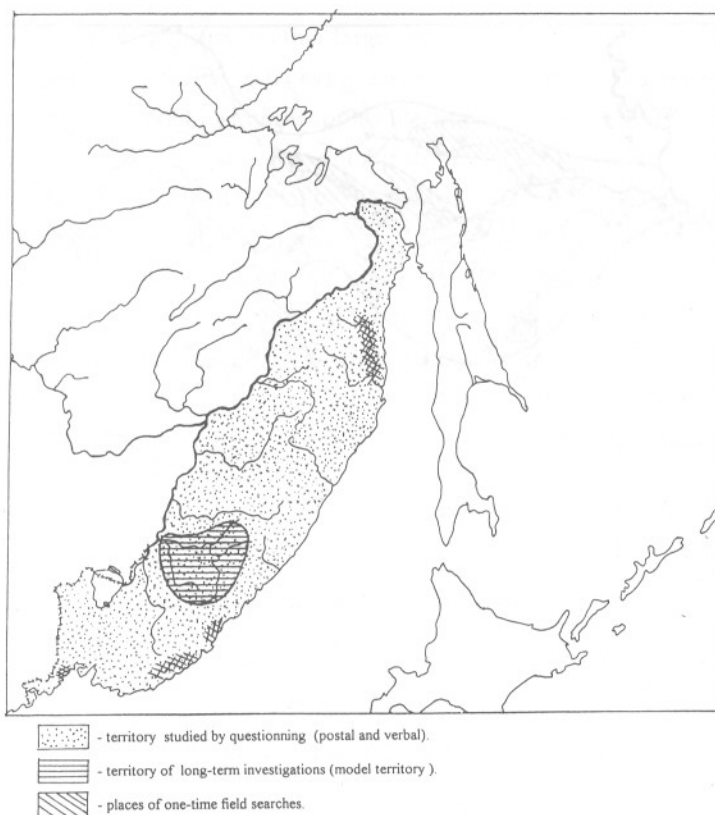 - territory studied by questionning (postal and verbal).
- territory of long-term investigations (model territory ).
- places of one-time field searches.